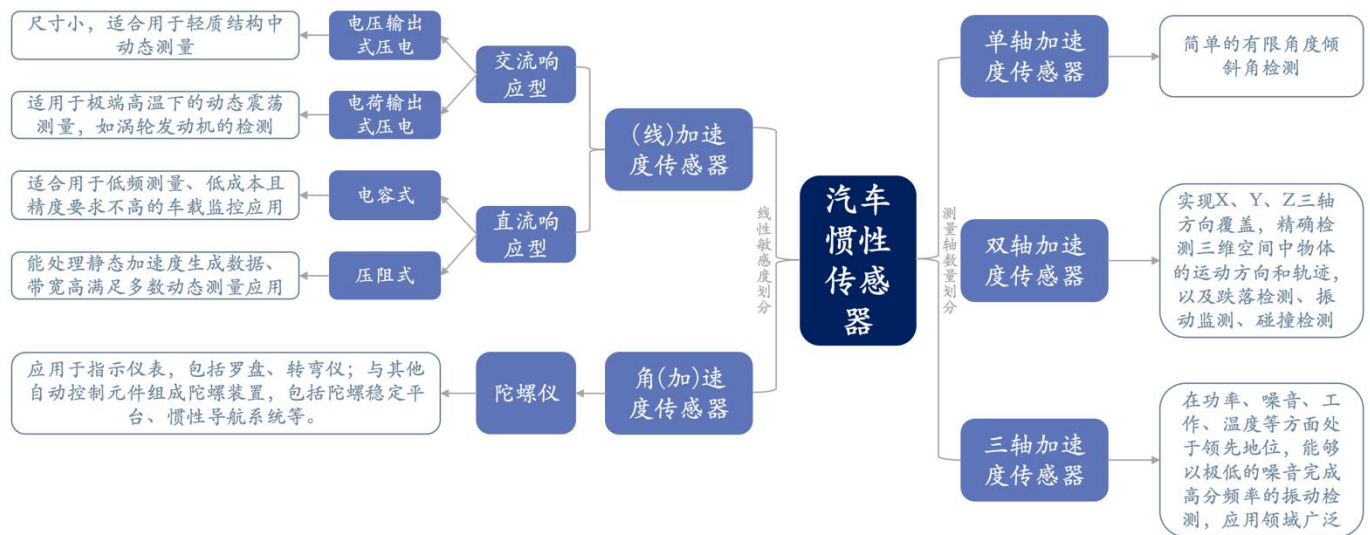 尺寸小，适合用于轻质结构中
动态测量
电压输出
式压电
适用于极端高温下的动态震荡
测量，如涡轮发动机的检测
电荷输出
式压电
交流响
应型
适合用于低频测量、低成本且
精度要求不高的车载监控应用
电容式
能处理静态加速度生成数据、
带宽高满足多数动态测量应用
压阻式
直流响
应型
(线)加速
度传感器
应用于指示仪表，包括罗盘、转弯仪；与其他
自动控制元件组成陀螺装置，包括陀螺稳定平
台、惯性导航系统等。
陀螺仪
角(加)速
度传感器
线性敏感度划分
汽车
惯性
传感
器
测量轴数量划分
单轴加速
度传感器
简单的有限角度倾
斜角检测
双轴加速
度传感器
实现X、Y、Z三轴
方向覆盖，精确检
测三维空间中物体
的运动方向和轨迹，
以及跌落检测、振
动监测、碰撞检测
三轴加速
度传感器
在功率、噪音、工
作、温度等方面处
于领先地位，能够
以极低的噪音完成
高分频率的振动检
测，应用领域广泛